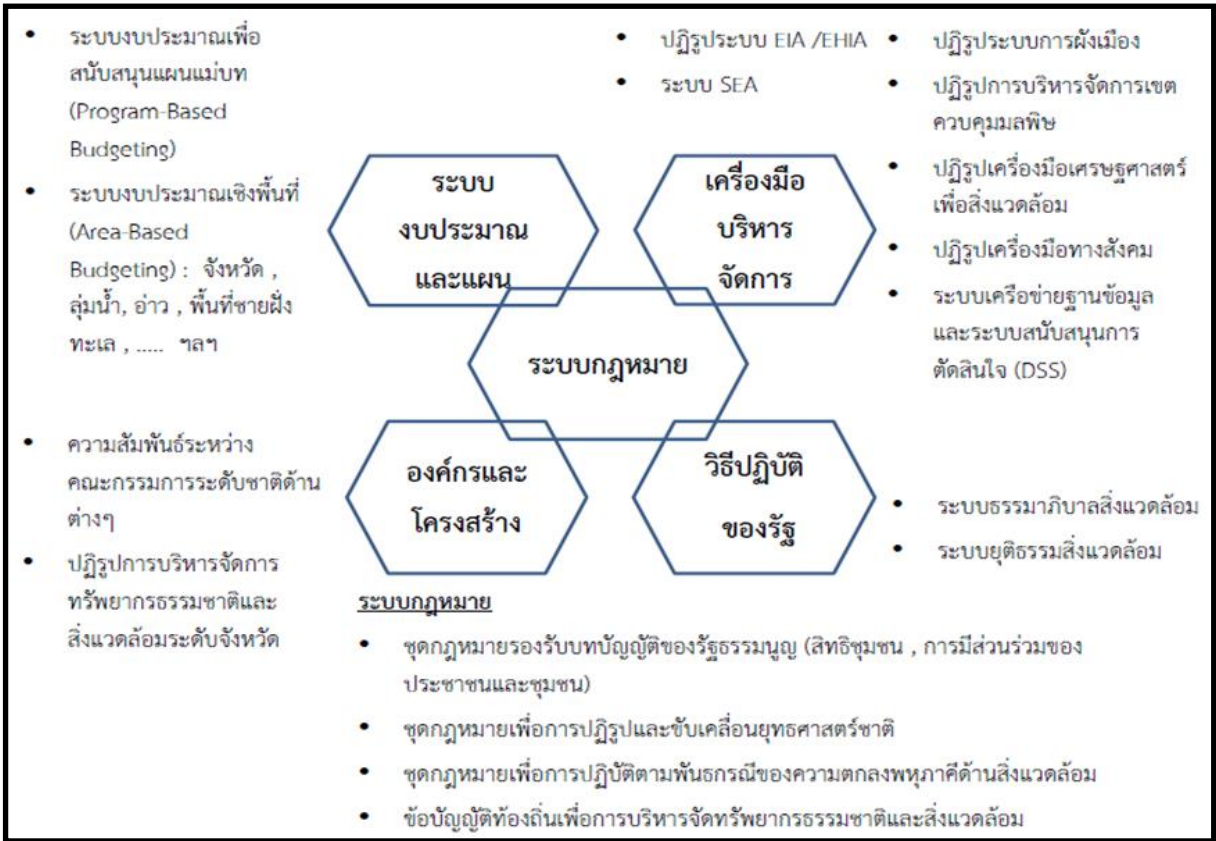 • ระบบงบประมาณเพื่อ
สนับสนุนแผนแม่บท
(Program-Based
Budgeting)
• ระบบงบประมาณเชิงพื้นที่
(Area-Based
Budgeting) : จังหวัด ,
ลุ่มน้ำ, อ่าว , พื้นที่ชายฝั่ง
ทะเล , ..... ฯลฯ
• ปฏิรูประบบ EIA /EHIA
• ระบบ SEA
• ปฏิรูประบบการผังเมือง
• ปฏิรูปการบริหารจัดการเขต
ควบคุมมลพิษ
• ปฏิรูปเครื่องมือเศรษฐศาสตร์
เพื่อสิ่งแวดล้อม
• ปฏิรูปเครื่องมือทางสังคม
• ระบบเครือข่ายฐานข้อมูล
และระบบสนับสนุนการ
ตัดสินใจ (DSS)
ระบบ
งบประมาณ
และแผน
เครื่องมือ
บริหาร
จัดการ
ระบบกฎหมาย
องค์กรและ
โครงสร้าง
วิธีปฏิบัติ
ของรัฐ
• ความสัมพันธ์ระหว่าง
คณะกรรมการระดับชาติด้าน
ต่างๆ
• ปฏิรูปการบริหารจัดการ
ทรัพยากรธรรมชาติและ
สิ่งแวดล้อมระดับจังหวัด
• ระบบธรรมาภิบาลสิ่งแวดล้อม
• ระบบยุติธรรมสิ่งแวดล้อม
ระบบกฎหมาย
• ชุดกฎหมายรองรับบทบัญญัติของรัฐธรรมนูญ (สิทธิชุมชน , การมีส่วนร่วมของ
ประชาชนและชุมชน)
• ชุดกฎหมายเพื่อการปฏิรูปและขับเคลื่อนยุทธศาสตร์ชาติ
• ชุดกฎหมายเพื่อการปฏิบัติตามพันธกรณีของความตกลงพหุภาคีด้านสิ่งแวดล้อม
• ข้อบัญญัติท้องถิ่นเพื่อการบริหารจัดทรัพยากรธรรมชาติและสิ่งแวดล้อม